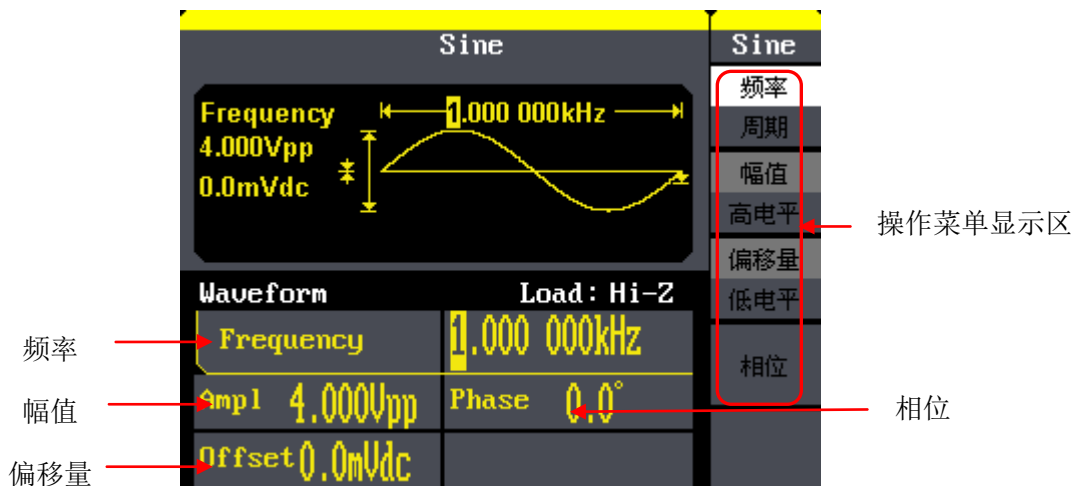 Sine
Sine
Frequency
1.000 000kHz
4.000Vpp
0.0mVdc
频率
周期
幅值
高电平
偏移量
低电平
相位
操作菜单显示区
Waveform
Load: Hi-Z
频率
Frequency
1.000 000kHz
幅值
Ampl 4.000Vpp
Phase 0.0°
相位
偏移量
Offset 0.0mVdc